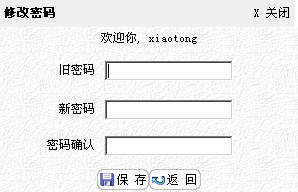 修改密码 X 关闭
欢迎你, xiaotong
旧密码
新密码
密码确认
保 存 返 回